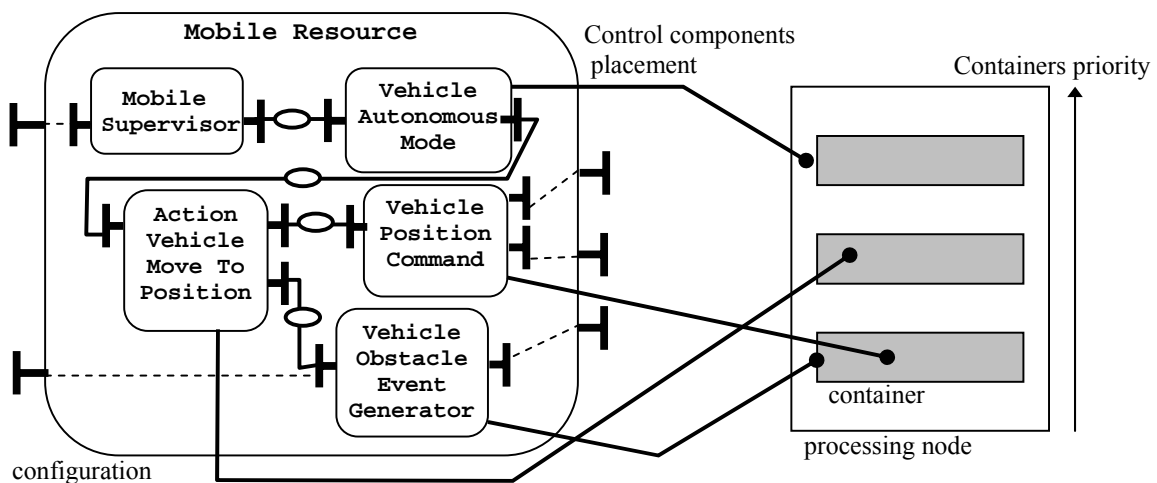 Mobile Resource
Control components
placement
Containers priority
Mobile
Supervisor
Vehicle
Autonomous
Mode
Action
Vehicle
Move To
Position
Vehicle
Position
Command
Vehicle
Obstacle
Event
Generator
container
processing node
configuration